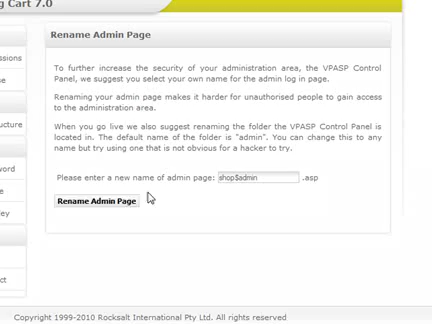 g Cart 7.0
Rename Admin Page
ssions
To further increase the security of your administration area, the VPASP Control
Panel, we suggest you select your own name for the admin log in page.
Renaming your admin page makes it harder for unauthorised people to gain access
to the administration area.
ucture
When you go live we also suggest renaming the folder the VPASP Control Panel is
located in. The default name of the folder is "admin". You can change this to any
name but try using one that is not obvious for a hacker to try.
word
Please enter a new name of admin page: shop$admin .asp
e
Rename Admin Page
ley
ct
Copyright 1999-2010 Rocksalt International Pty Ltd. All rights reserved